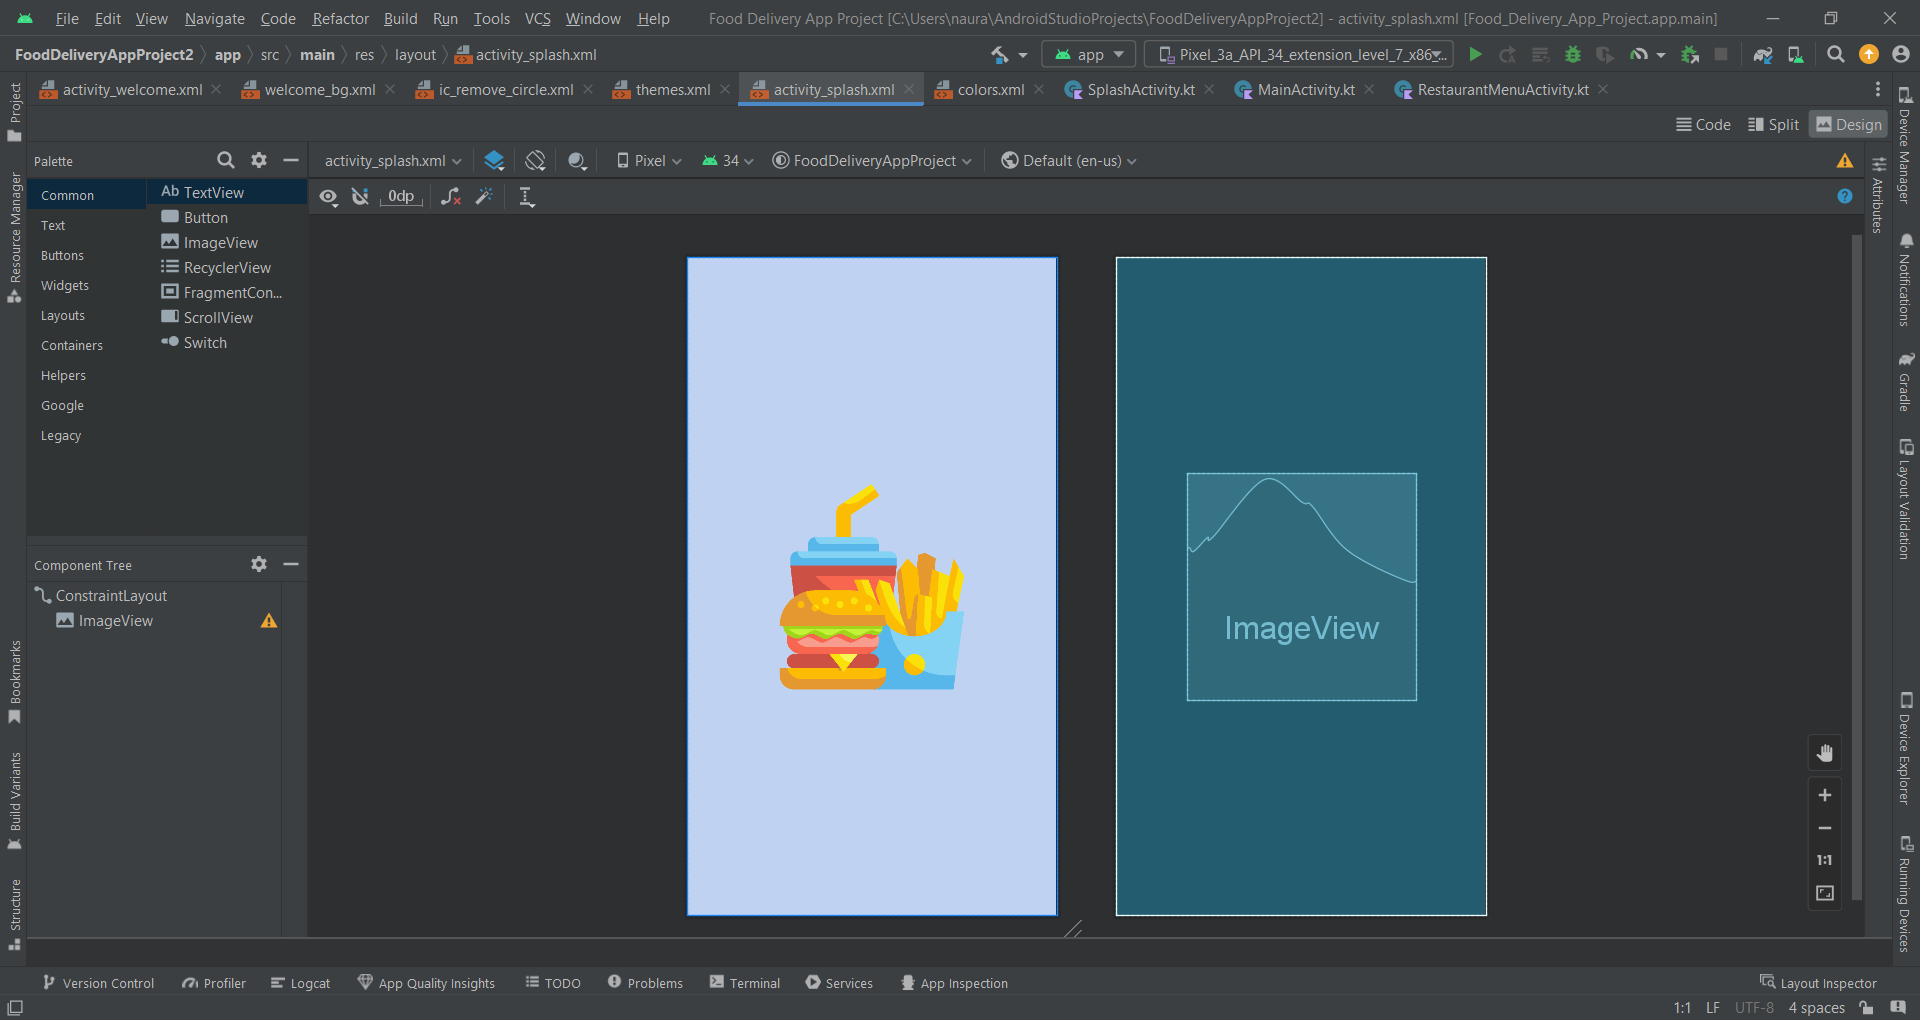 File Edit View Navigate Code Refactor Build Run Tools VCS Window Help Food Delivery App Project [C:\Users\naura\AndroidStudioProjects\FoodDeliveryAppProject2] - activity_splash.xml [Food_Delivery_App_Project.app.main]
FoodDeliveryAppProject2 app src main res layout activity_splash.xml app Pixel_3a_API_34_extension_level_7_x86...
activity_welcome.xml welcome_bg.xml ic_remove_circle.xml themes.xml activity_splash.xml colors.xml SplashActivity.kt MainActivity.kt RestaurantMenuActivity.kt
Code Split Design
Palette activity_splash.xml Pixel 34 FoodDeliveryAppProject Default (en-us)
0dp
Common
Text
Buttons
Widgets
Layouts
Containers
Helpers
Google
Legacy
Ab TextView
Button
ImageView
RecyclerView
FragmentCon...
ScrollView
Switch
Component Tree
ConstraintLayout
ImageView
ImageView
1:1
Project
Resource Manager
Bookmarks
Build Variants
Structure
Attributes
Device Manager
Notifications
Gradle
Layout Validation
Device Explorer
Running Devices
Version Control Profiler Logcat App Quality Insights TODO Problems Terminal Services App Inspection Layout Inspector
1:1 LF UTF-8 4 spaces